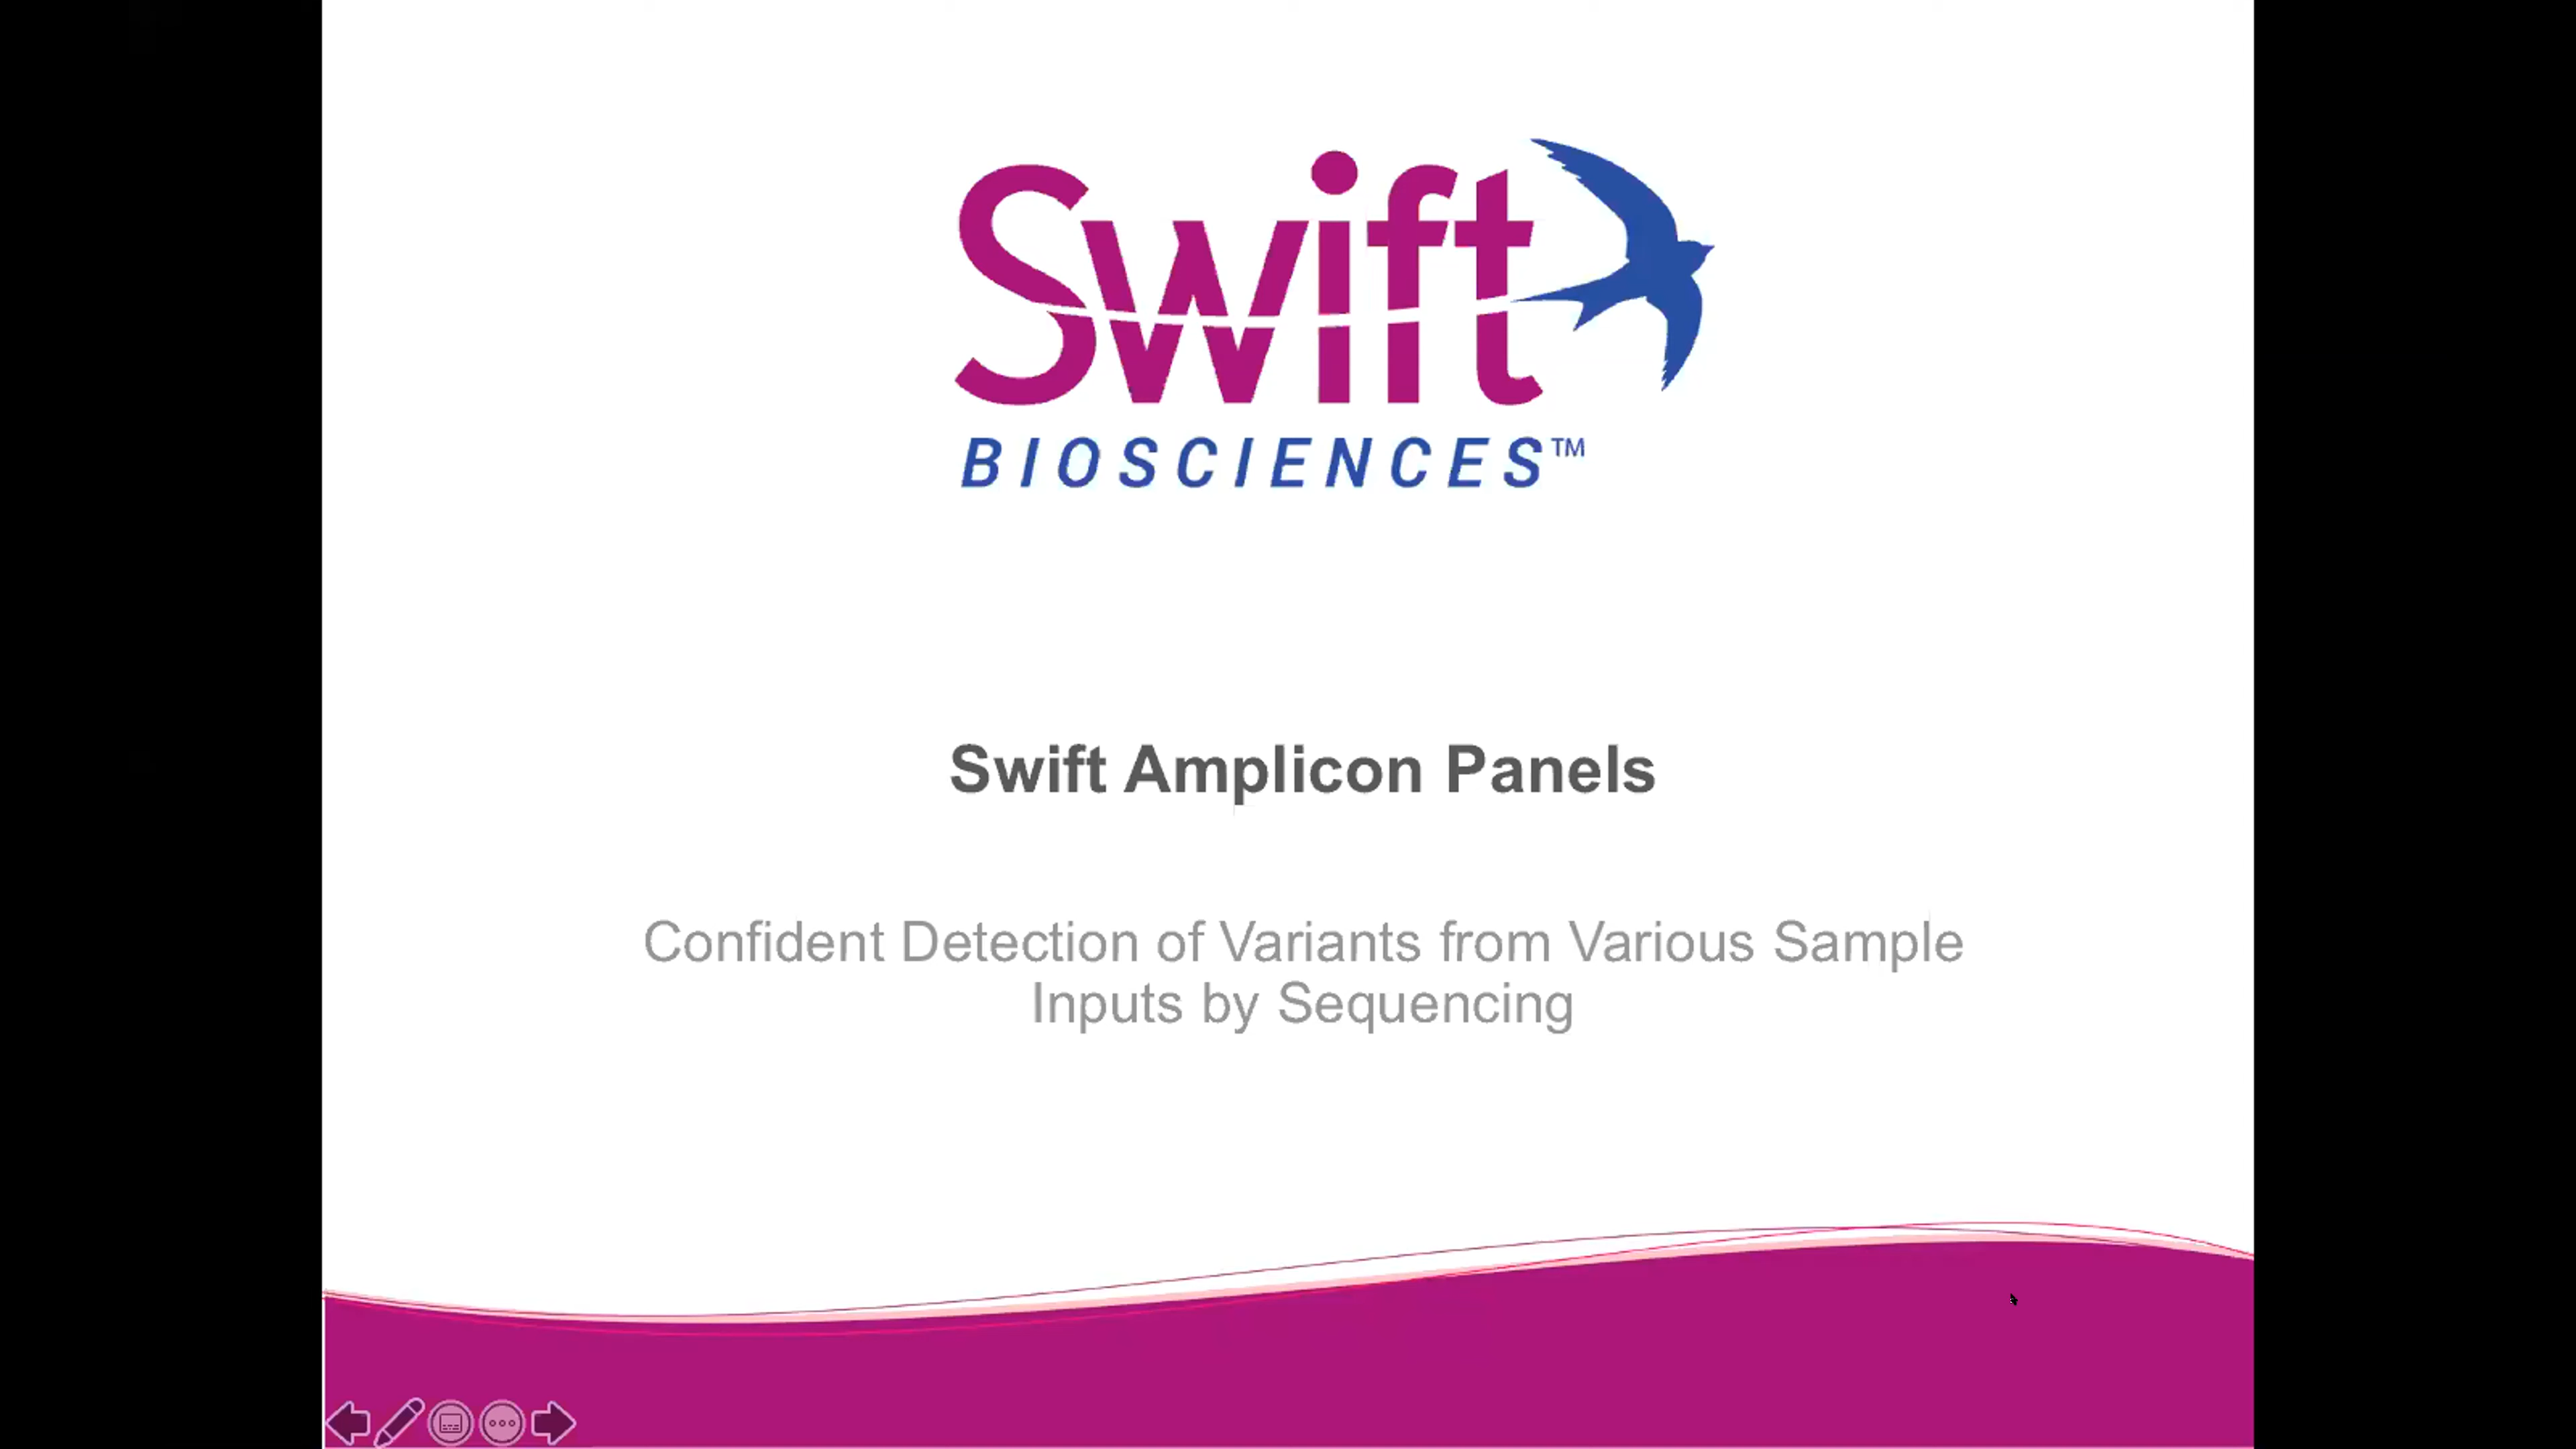 Swift
BIOSCIENCES™
Swift Amplicon Panels
Confident Detection of Variants from Various Sample
Inputs by Sequencing